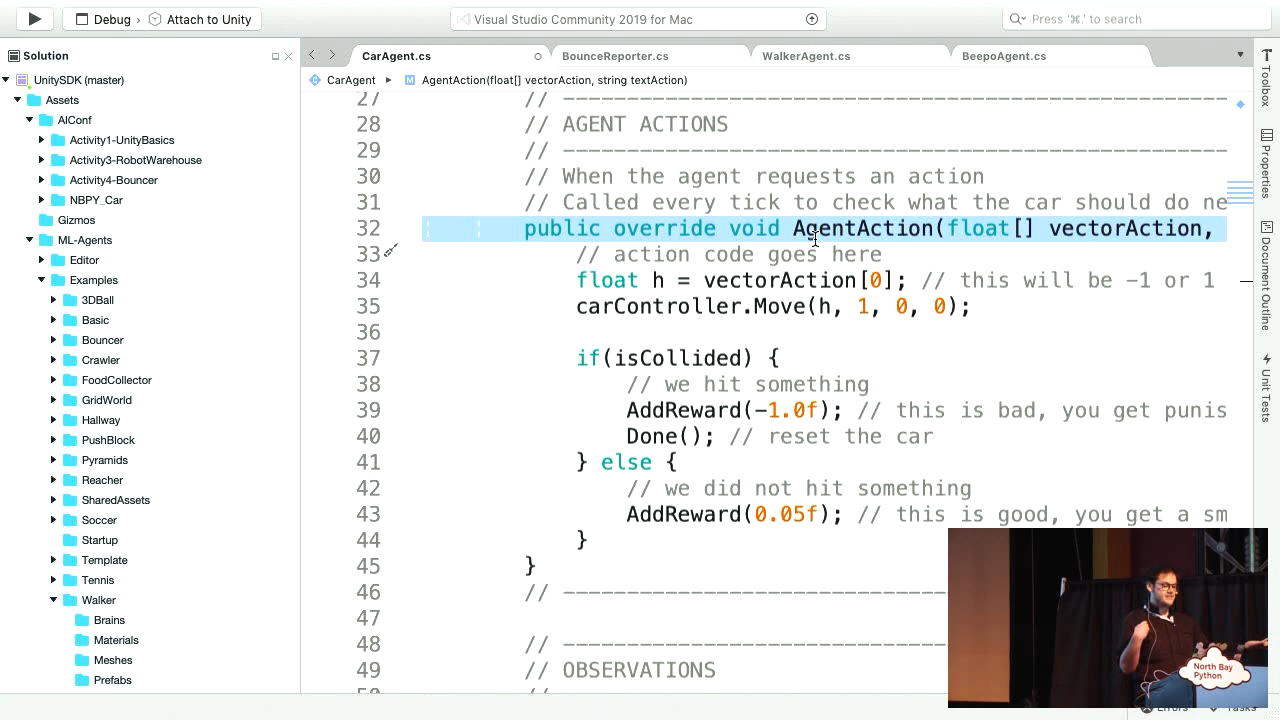 Debug
Attach to Unity
Visual Studio Community 2019 for Mac
Press '⌘.' to search
Solution
CarAgent.cs
BounceReporter.cs
WalkerAgent.cs
BeepoAgent.cs
CarAgent
AgentAction(float[] vectorAction, string textAction)
UnitySDK (master)
Assets
AIConf
Activity1-UnityBasics
Activity3-RobotWarehouse
Activity4-Bouncer
NBPY_Car
Gizmos
ML-Agents
Editor
Examples
3DBall
Basic
Bouncer
Crawler
FoodCollector
GridWorld
Hallway
PushBlock
Pyramids
Reacher
SharedAssets
Soccer
Startup
Template
Tennis
Walker
Brains
Materials
Meshes
Prefabs
27 // ----------------------------------------------------
28 // AGENT ACTIONS
29 // ----------------------------------------------------
30 // When the agent requests an action
31 // Called every tick to check what the car should do ne
32 public override void AgentAction(float[] vectorAction,
33 // action code goes here
34 float h = vectorAction[0]; // this will be -1 or 1
35 carController.Move(h, 1, 0, 0);
36
37 if(isCollided) {
38 // we hit something
39 AddReward(-1.0f); // this is bad, you get punis
40 Done(); // reset the car
41 } else {
42 // we did not hit something
43 AddReward(0.05f); // this is good, you get a sm
44 }
45 }
46 // ------------------------------
47
48 // ------------------------------
49 // OBSERVATIONS
Toolbox
Properties
Document Outline
Unit Tests
North Bay
Python
Errors
Tasks